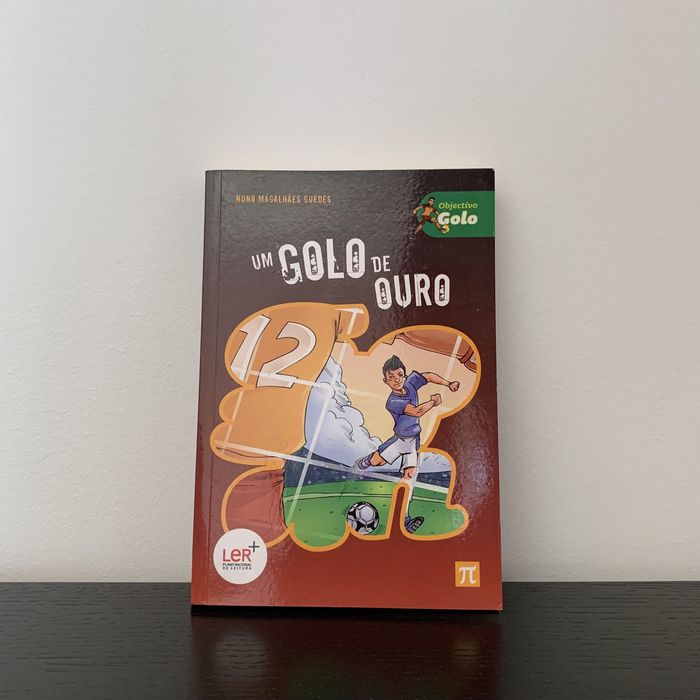 NUNO MAGALHÃES GUEDES
Objectivo
Golo
UM GOLO DE
OURO
12
LER+
PLANO NACIONAL
DE LEITURA
π